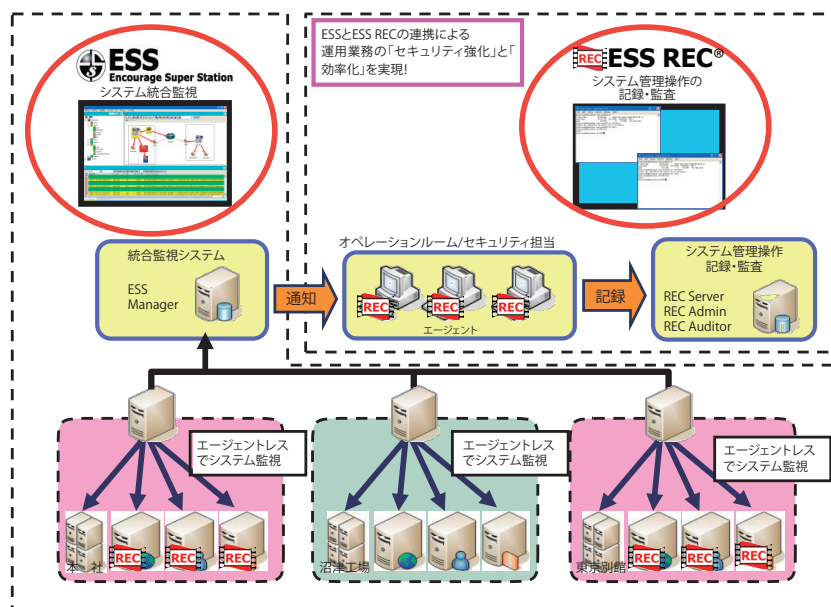 ESS
Encourage Super Station
システム統合監視
ESSとESS RECの連携による
運用業務の「セキュリティ強化」と「
効率化」を実現!
REC ESS REC®
システム管理操作の
記録・監査
統合監視システム
ESS
Manager
通知
オペレーションルーム/セキュリティ担当
REC
REC
REC
エージェント
記録
システム管理操作
記録・監査
REC Server
REC Admin
REC Auditor
エージェントレス
でシステム監視
エージェントレス
でシステム監視
エージェントレス
でシステム監視
REC
REC
REC
REC
REC
REC
本 社
沼津工場
東京別館